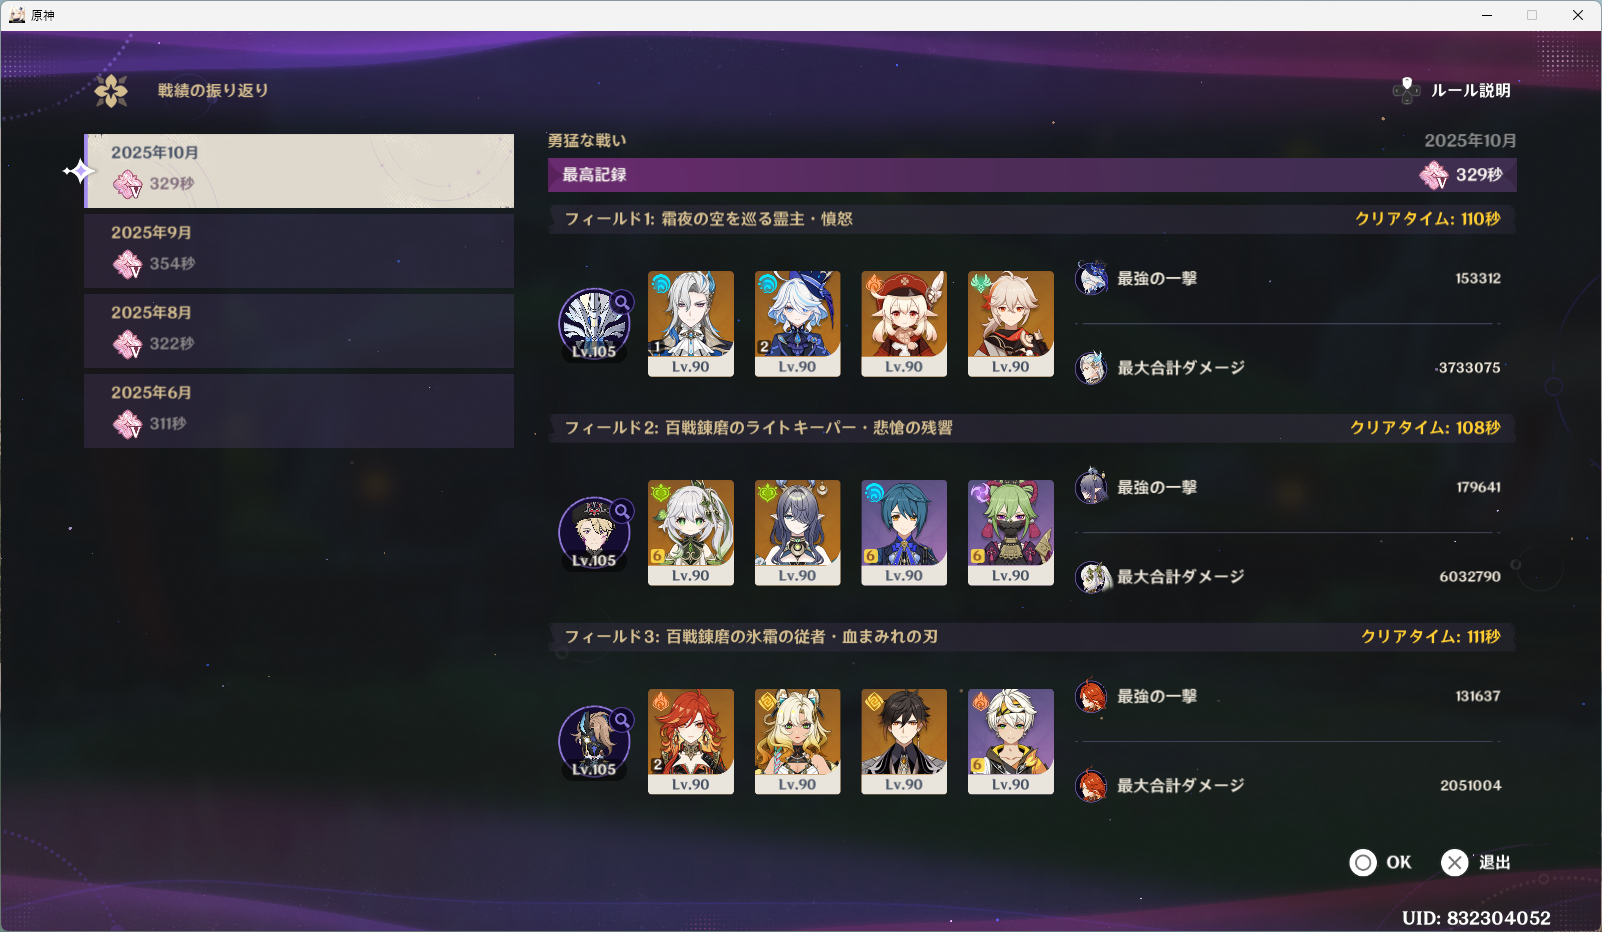 原神
戦績の振り返り
ルール説明
2025年10月
V 329秒
2025年9月
V 354秒
2025年8月
V 322秒
2025年6月
V 311秒
勇猛な戦い 2025年10月
最高記録 V 329秒
フィールド1: 霜夜の空を巡る霊主・憤怒 クリアタイム: 110秒
Lv.105
1 Lv.90
2 Lv.90
Lv.90
Lv.90
最強の一撃 153312
最大合計ダメージ 3733075
フィールド2: 百戦錬磨のライトキーパー・悲愴の残響 クリアタイム: 108秒
Lv.105
6 Lv.90
Lv.90
6 Lv.90
6 Lv.90
最強の一撃 179641
最大合計ダメージ 6032790
フィールド3: 百戦錬磨の氷霜の従者・血まみれの刃 クリアタイム: 111秒
Lv.105
2 Lv.90
Lv.90
Lv.90
6 Lv.90
最強の一撃 131637
最大合計ダメージ 2051004
OK 退出
UID: 832304052